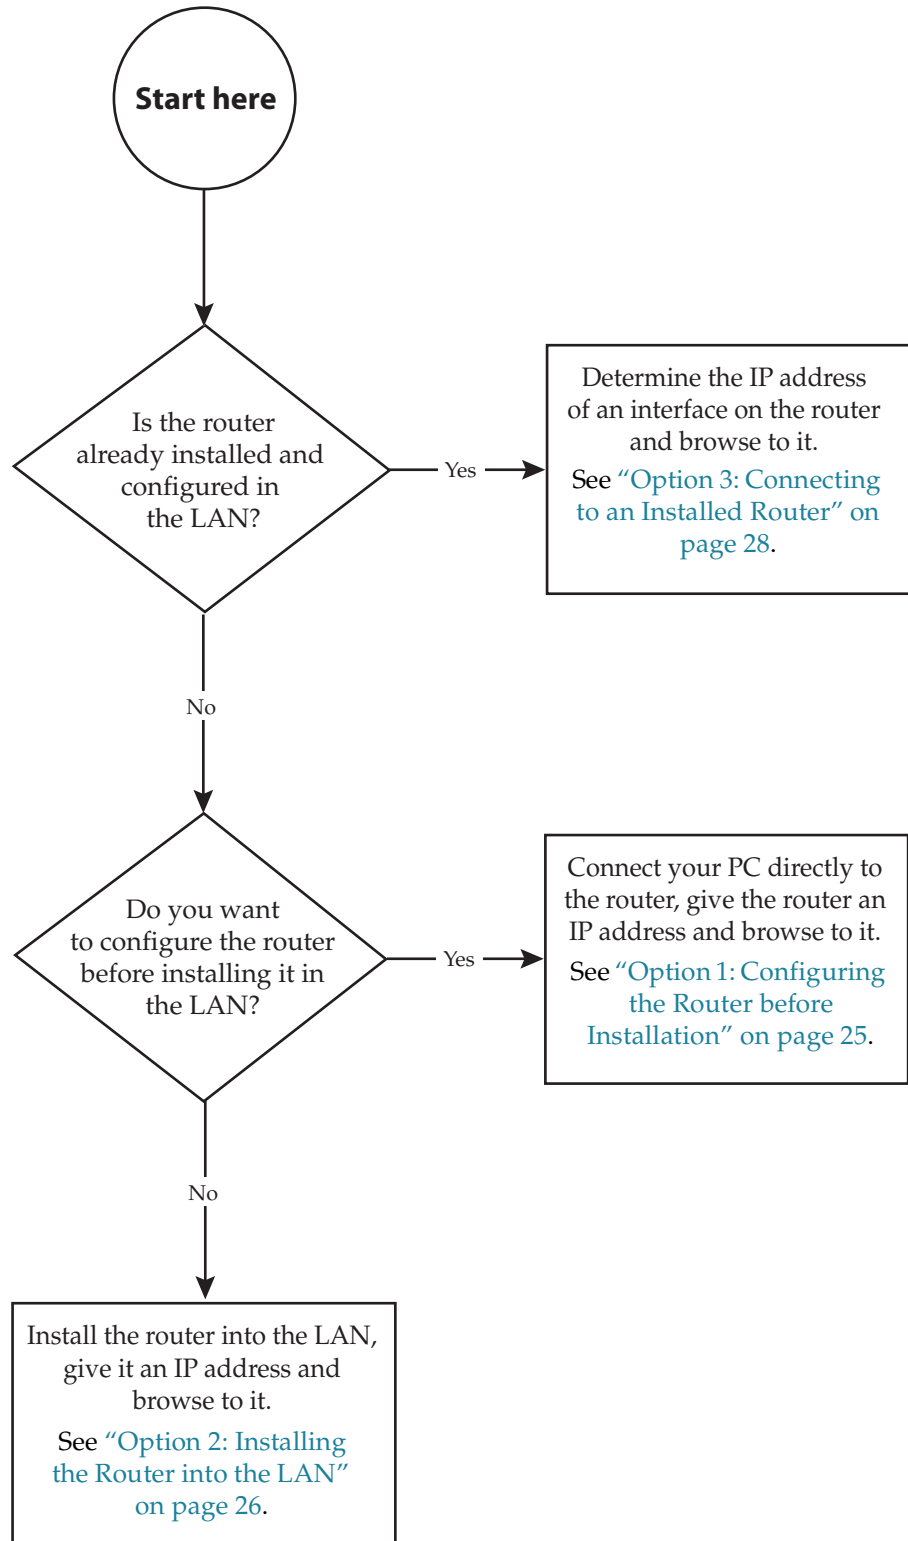 Start here
Is the router
already installed and
configured in
the LAN?
Yes
Determine the IP address
of an interface on the router
and browse to it.
See “Option 3: Connecting
to an Installed Router” on
page 28.
No
Do you want
to configure the router
before installing it in
the LAN?
Yes
Connect your PC directly to
the router, give the router an
IP address and browse to it.
See “Option 1: Configuring
the Router before
Installation” on page 25.
No
Install the router into the LAN,
give it an IP address and
browse to it.
See “Option 2: Installing
the Router into the LAN”
on page 26.